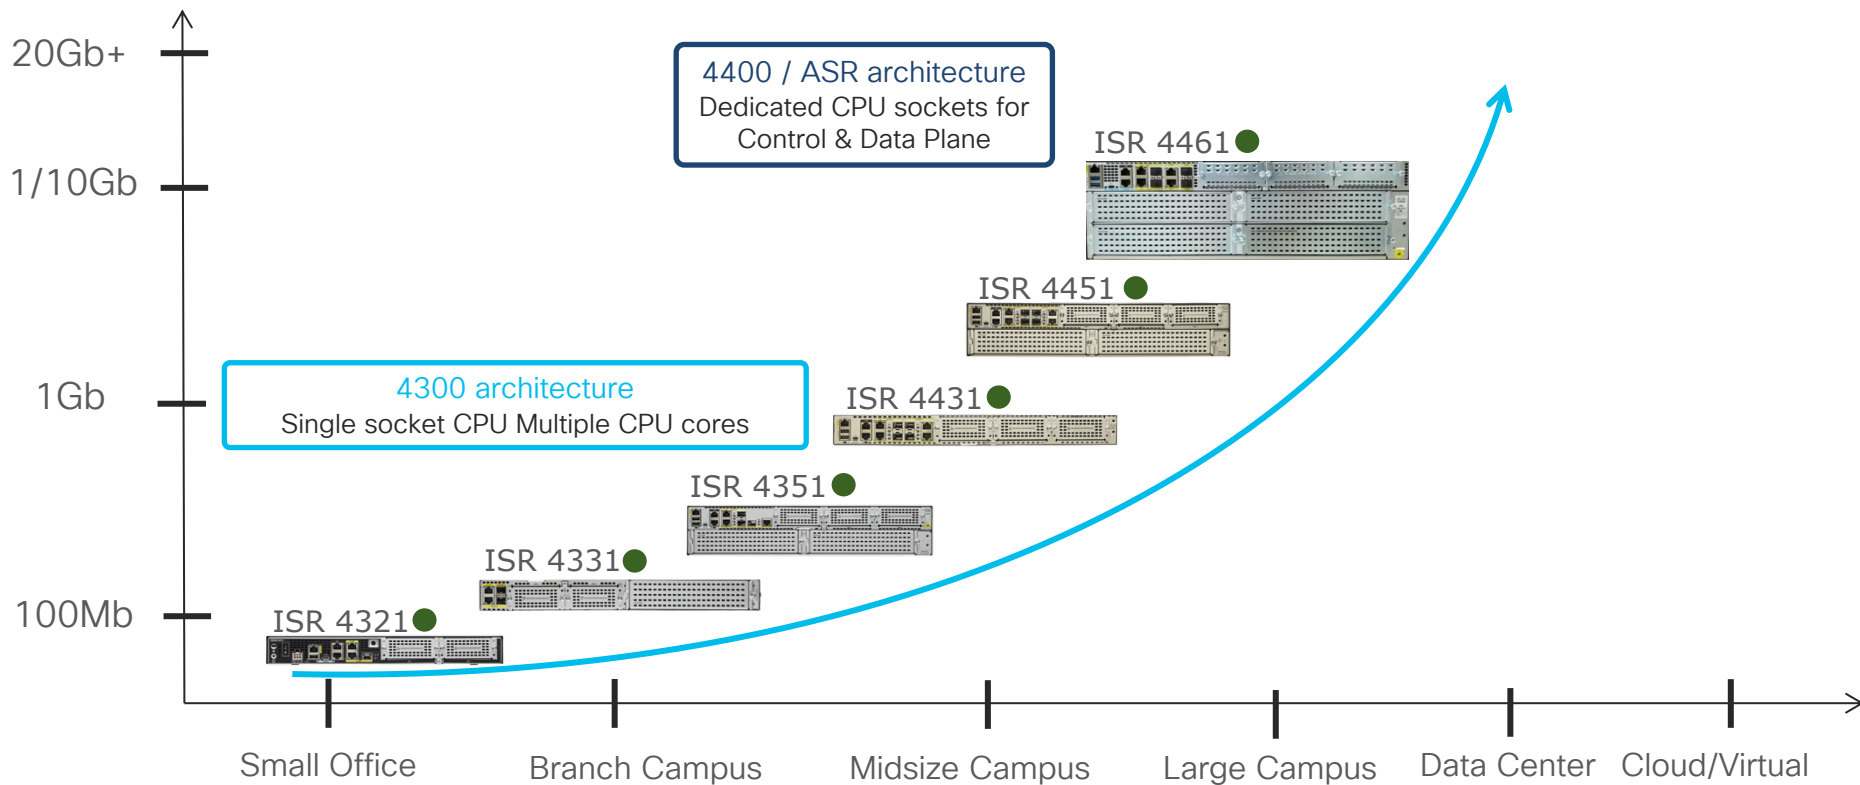 20Gb+
4400 / ASR architecture
Dedicated CPU sockets for
Control & Data Plane
ISR 4461
1/10Gb
ISR 4451
4300 architecture
Single socket CPU Multiple CPU cores
1Gb
ISR 4431
ISR 4351
ISR 4331
100Mb
ISR 4321
Small Office
Branch Campus
Midsize Campus
Large Campus
Data Center
Cloud/Virtual